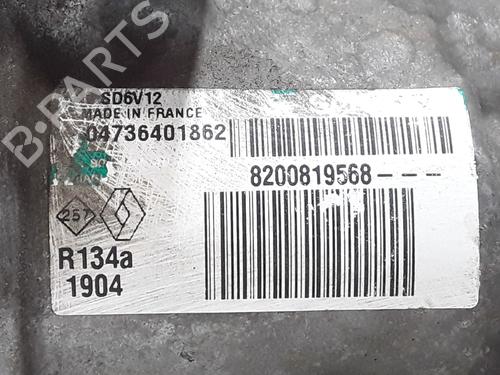 B-PARTS
SD6V12
MADE IN FRANCE
04736401862
8200819568---
257
R134a
1904